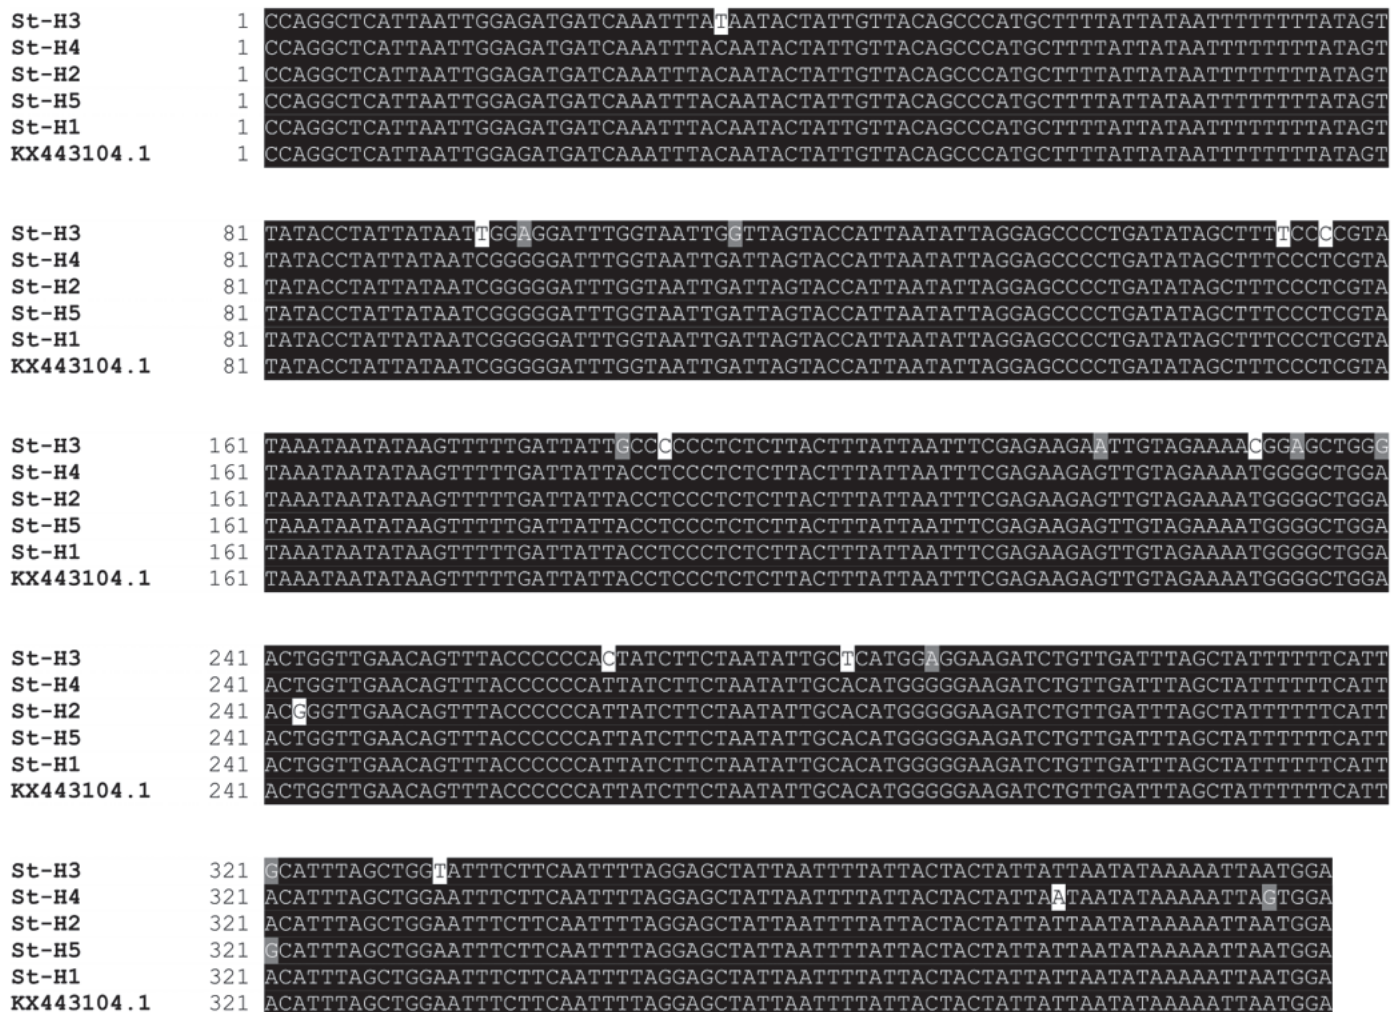 St-H3 1 CCAGGCTCATTAATTGGAGATGATCAAATTTATAATACTATTGTTACAGCCCATGCTTTTATTATAATTTTTTTTATAGT
St-H4 1 CCAGGCTCATTAATTGGAGATGATCAAATTTACAATACTATTGTTACAGCCCATGCTTTTATTATAATTTTTTTTATAGT
St-H2 1 CCAGGCTCATTAATTGGAGATGATCAAATTTACAATACTATTGTTACAGCCCATGCTTTTATTATAATTTTTTTTATAGT
St-H5 1 CCAGGCTCATTAATTGGAGATGATCAAATTTACAATACTATTGTTACAGCCCATGCTTTTATTATAATTTTTTTTATAGT
St-H1 1 CCAGGCTCATTAATTGGAGATGATCAAATTTACAATACTATTGTTACAGCCCATGCTTTTATTATAATTTTTTTTATAGT
KX443104.1 1 CCAGGCTCATTAATTGGAGATGATCAAATTTACAATACTATTGTTACAGCCCATGCTTTTATTATAATTTTTTTTATAGT
St-H3 81 TATACCTATTATAATTGGAGGATTTGGTAATTGGTTAGTACCATTAATATTAGGAGCCCCTGATATAGCTTTTCCCCGTA
St-H4 81 TATACCTATTATAATCGGGGGATTTGGTAATTGATTAGTACCATTAATATTAGGAGCCCCTGATATAGCTTTCCCTCGTA
St-H2 81 TATACCTATTATAATCGGGGGATTTGGTAATTGATTAGTACCATTAATATTAGGAGCCCCTGATATAGCTTTCCCTCGTA
St-H5 81 TATACCTATTATAATCGGGGGATTTGGTAATTGATTAGTACCATTAATATTAGGAGCCCCTGATATAGCTTTCCCTCGTA
St-H1 81 TATACCTATTATAATCGGGGGATTTGGTAATTGATTAGTACCATTAATATTAGGAGCCCCTGATATAGCTTTCCCTCGTA
KX443104.1 81 TATACCTATTATAATCGGGGGATTTGGTAATTGATTAGTACCATTAATATTAGGAGCCCCTGATATAGCTTTCCCTCGTA
St-H3 161 TAAATAATATAAGTTTTTGATTATTGCCCCCCTCTCTTACTTTATTAATTTCGAGAAGAATTGTAGAAAACGGAGCTGGG
St-H4 161 TAAATAATATAAGTTTTTGATTATTACCTCCCTCTCTTACTTTATTAATTTCGAGAAGAGTTGTAGAAAATGGGGCTGGA
St-H2 161 TAAATAATATAAGTTTTTGATTATTACCTCCCTCTCTTACTTTATTAATTTCGAGAAGAGTTGTAGAAAATGGGGCTGGA
St-H5 161 TAAATAATATAAGTTTTTGATTATTACCTCCCTCTCTTACTTTATTAATTTCGAGAAGAGTTGTAGAAAATGGGGCTGGA
St-H1 161 TAAATAATATAAGTTTTTGATTATTACCTCCCTCTCTTACTTTATTAATTTCGAGAAGAGTTGTAGAAAATGGGGCTGGA
KX443104.1 161 TAAATAATATAAGTTTTTGATTATTACCTCCCTCTCTTACTTTATTAATTTCGAGAAGAGTTGTAGAAAATGGGGCTGGA
St-H3 241 ACTGGTTGAACAGTTTACCCCCCACTATCTTCTAATATTGCTCATGGAGGAAGATCTGTTGATTTAGCTATTTTTTCATT
St-H4 241 ACTGGTTGAACAGTTTACCCCCCATTATCTTCTAATATTGCACATGGGGGAAGATCTGTTGATTTAGCTATTTTTTCATT
St-H2 241 ACGGGTTGAACAGTTTACCCCCCATTATCTTCTAATATTGCACATGGGGGAAGATCTGTTGATTTAGCTATTTTTTCATT
St-H5 241 ACTGGTTGAACAGTTTACCCCCCATTATCTTCTAATATTGCACATGGGGGAAGATCTGTTGATTTAGCTATTTTTTCATT
St-H1 241 ACTGGTTGAACAGTTTACCCCCCATTATCTTCTAATATTGCACATGGGGGAAGATCTGTTGATTTAGCTATTTTTTCATT
KX443104.1 241 ACTGGTTGAACAGTTTACCCCCCATTATCTTCTAATATTGCACATGGGGGAAGATCTGTTGATTTAGCTATTTTTTCATT
St-H3 321 GCATTTAGCTGGTATTTCTTCAATTTTAGGAGCTATTAATTTTATTACTACTATTATTAATATAAAAATTAATGGA
St-H4 321 ACATTTAGCTGGAATTTCTTCAATTTTAGGAGCTATTAATTTTATTACTACTATTAATAATATAAAAATTAGTGGA
St-H2 321 ACATTTAGCTGGAATTTCTTCAATTTTAGGAGCTATTAATTTTATTACTACTATTATTAATATAAAAATTAATGGA
St-H5 321 GCATTTAGCTGGAATTTCTTCAATTTTAGGAGCTATTAATTTTATTACTACTATTATTAATATAAAAATTAATGGA
St-H1 321 ACATTTAGCTGGAATTTCTTCAATTTTAGGAGCTATTAATTTTATTACTACTATTATTAATATAAAAATTAATGGA
KX443104.1 321 ACATTTAGCTGGAATTTCTTCAATTTTAGGAGCTATTAATTTTATTACTACTATTATTAATATAAAAATTAATGGA